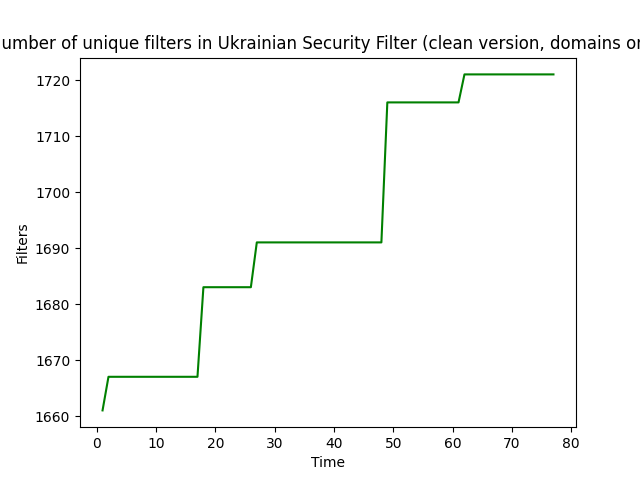 umber of unique filters in Ukrainian Security Filter (clean version, domains or
1720
1710
1700
1690
1680
1670
1660
Filters
0 10 20 30 40 50 60 70 80
Time